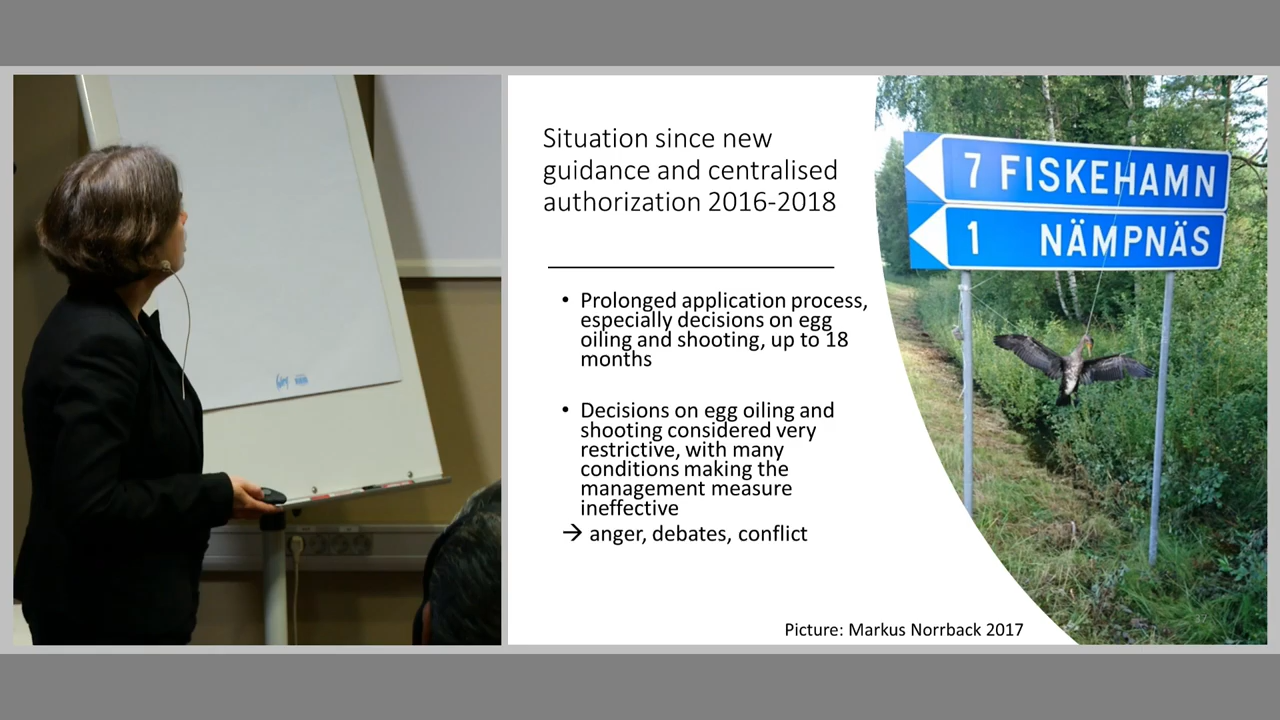 Situation since new
guidance and centralised
authorization 2016-2018
• Prolonged application process,
especially decisions on egg
oiling and shooting, up to 18
months
• Decisions on egg oiling and
shooting considered very
restrictive, with many
conditions making the
management measure
ineffective
→ anger, debates, conflict
Picture: Markus Norrback 2017
7 FISKEHAMN
1 NÄMPNÄS
37